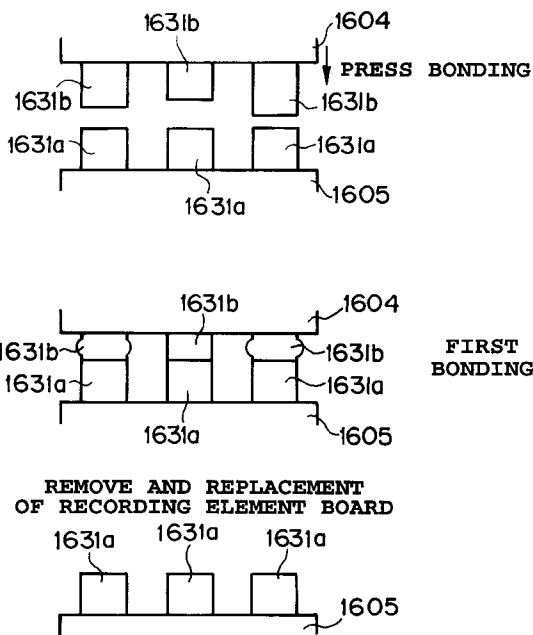 1604
1631b
PRESS BONDING
1631b
1631b
1631a
1631a
1631a
1605
1604
1631b
1631b
1631b
FIRST
BONDING
1631a
1631a
1631a
1605
REMOVE AND REPLACEMENT
OF RECORDING ELEMENT BOARD
1631a
1631a
1631a
1605